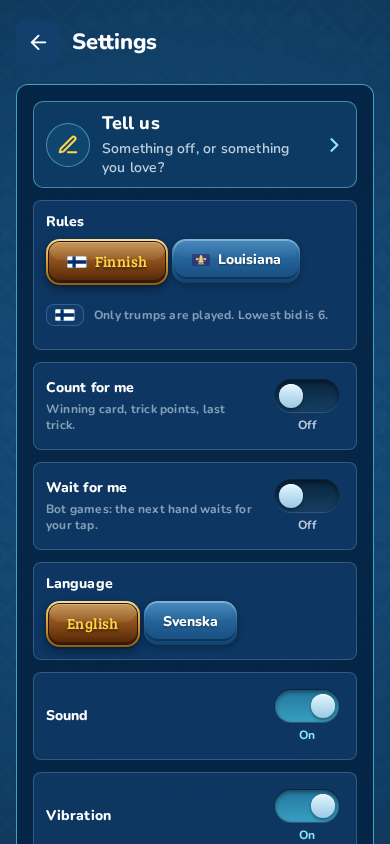 Settings
Tell us
Something off, or something
you love?
Rules
Finnish
Louisiana
Only trumps are played. Lowest bid is 6.
Count for me
Winning card, trick points, last
trick.
Off
Wait for me
Bot games: the next hand waits for
your tap.
Off
Language
English
Svenska
Sound
On
Vibration
On